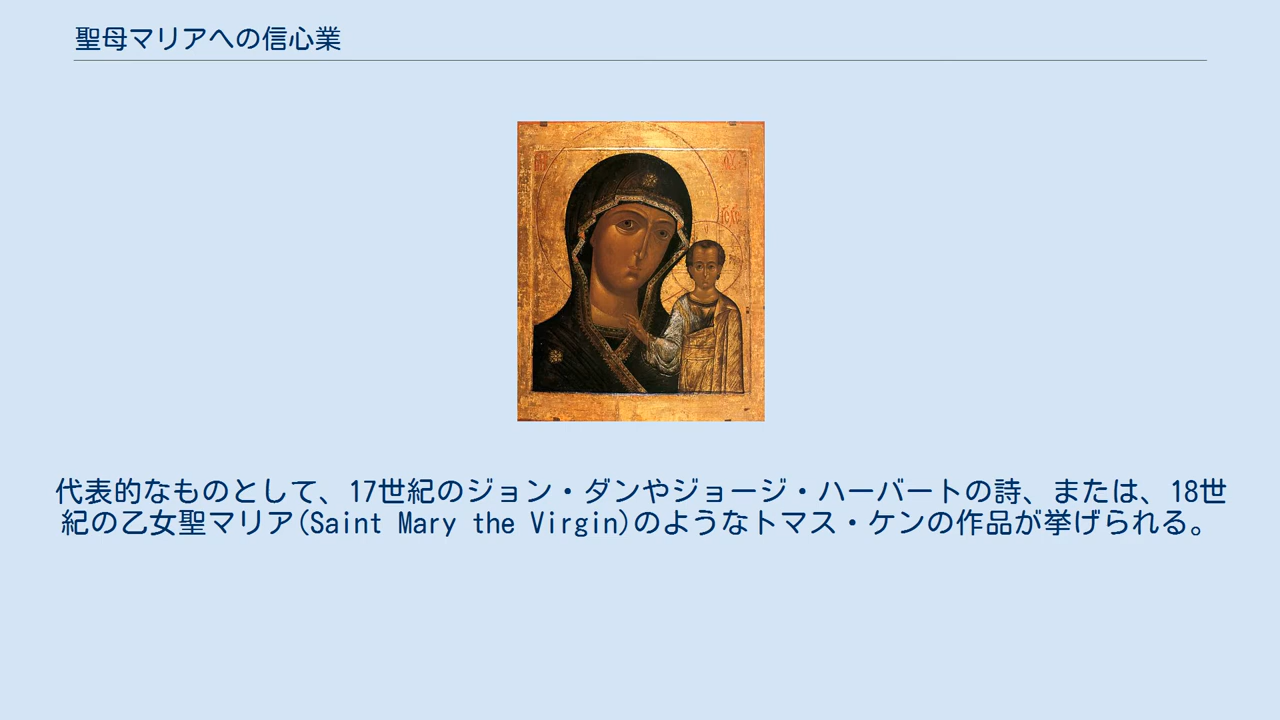 聖母マリアへの信心業
代表的なものとして、17世紀のジョン・ダンやジョージ・ハーバートの詩、または、18世
紀の乙女聖マリア(Saint Mary the Virgin)のようなトマス・ケンの作品が挙げられる。